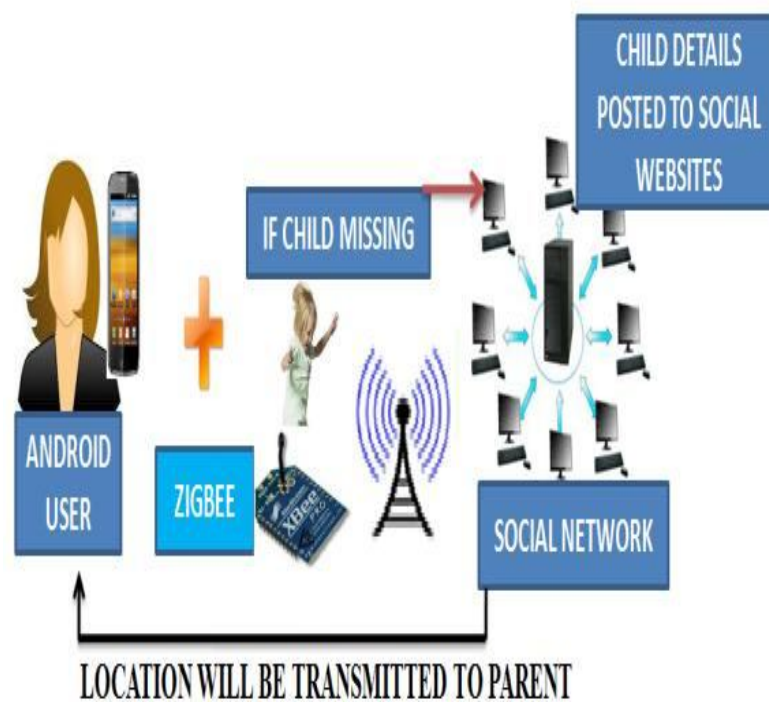 CHILD DETAILS
POSTED TO SOCIAL
WEBSITES
IF CHILD MISSING
ANDROID
USER
ZIGBEE
XBee
SOCIAL NETWORK
LOCATION WILL BE TRANSMITTED TO PARENT